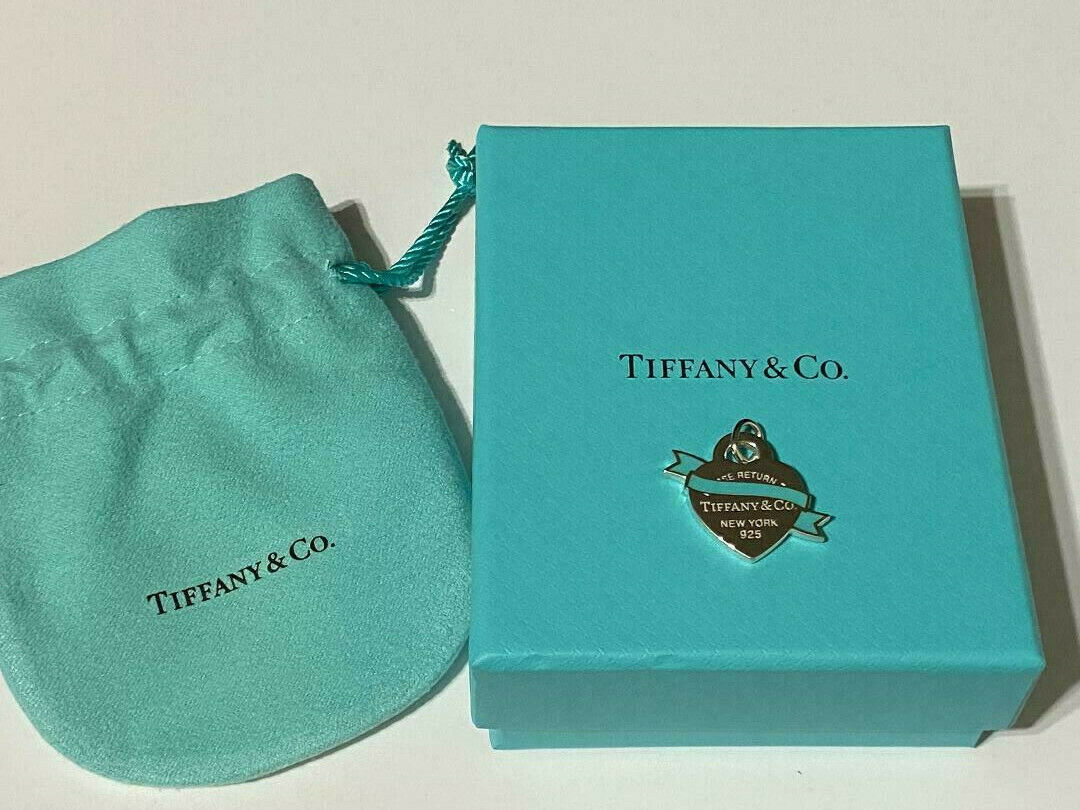 TIFFANY & CO.
TIFFANY & CO.
RETURN
TIFFANY & CO.
NEW YORK
925